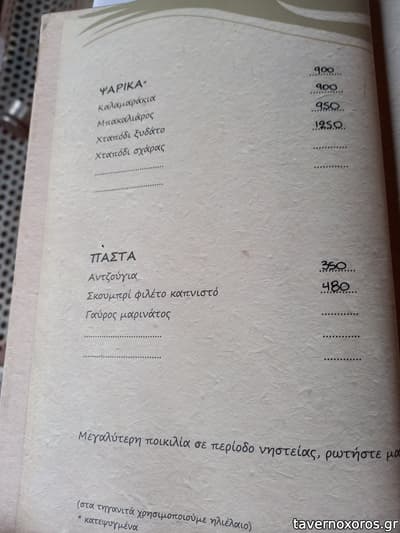 ΨΑΡΙΚΑ*
Καλαμαράκια 900
Μπακαλιάρος 900
Χταπόδι ξυδάτο 950
Χταπόδι σχάρας 1250
ΠΑΣΤΑ
Αντζούγια 350
Σκουμπρί φιλέτο καπνιστό 480
Γαύρος μαρινάτος
Μεγαλύτερη ποικιλία σε περίοδο νηστείας, ρωτήστε μα
(στα τηγανιτά χρησιμοποιούμε ηλιέλαιο)
* κατεψυγμένα
tavernoxoros.gr